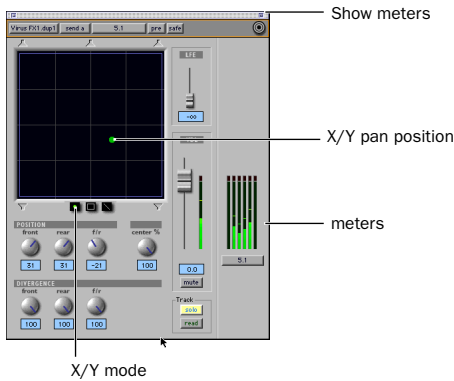 Show meters
Virus FX1.dup1 send a 5.1 pre safe
LFE
-∞
X/Y pan position
meters
POSITION
front rear f/r center %
31 31 -21 100
0.0
5.1
mute
DIVERGENCE
front rear f/r
100 100 100
Track
solo
read
X/Y mode